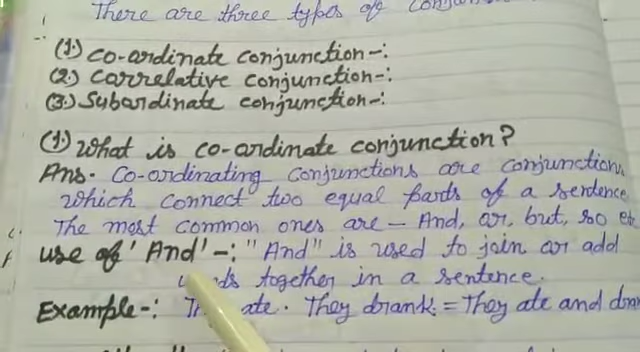 There are three types of conjun
(1.) Co-ordinate conjunction-:
(2.) Correlative conjunction-:
(3.) Subordinate conjunction-:
(1.) What is co-ordinate conjunction?
Ans. Co-ordinating conjunctions are conjunction
which connect two equal parts of a sentence
The most common ones are - And, or, but, so etc
use of 'And' -: "And" is used to join or add
together in a sentence.
Example-: ate. They drank. = They ate and dran